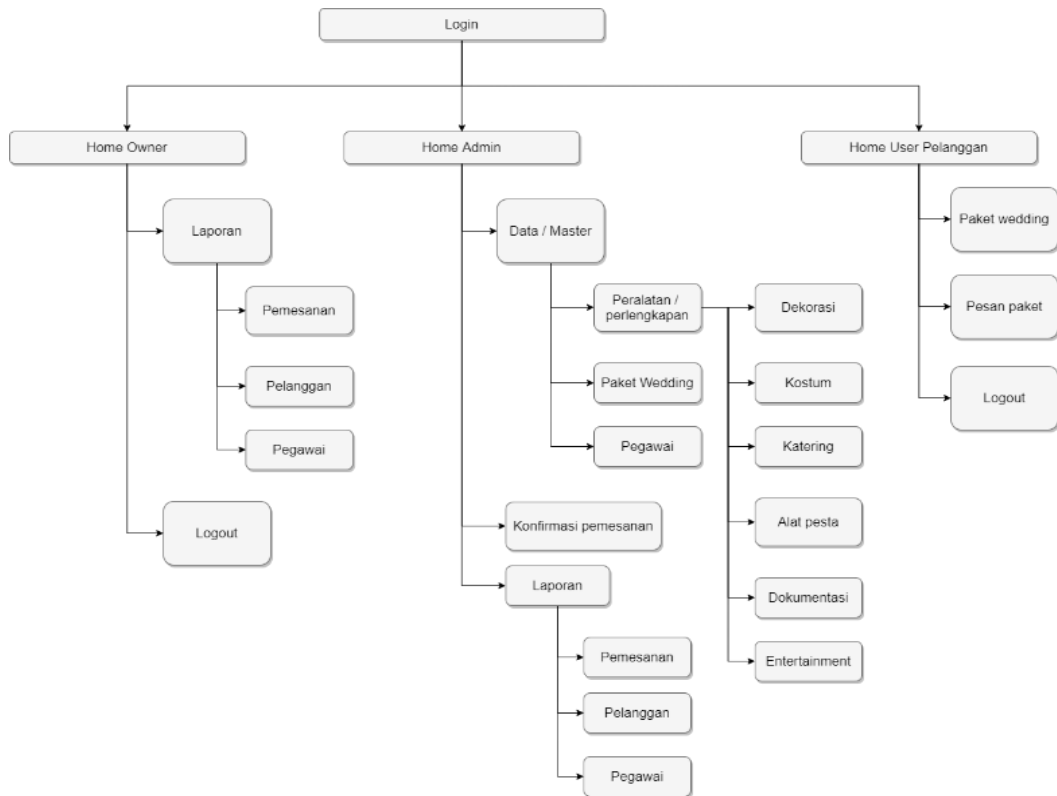 Login
Home Owner
Home Admin
Home User Pelanggan
Laporan
Pemesanan
Pelanggan
Pegawai
Logout
Data / Master
Peralatan /
perlengkapan
Paket Wedding
Pegawai
Dekorasi
Kostum
Katering
Alat pesta
Dokumentasi
Entertainment
Konfirmasi pemesanan
Laporan
Pemesanan
Pelanggan
Pegawai
Paket wedding
Pesan paket
Logout